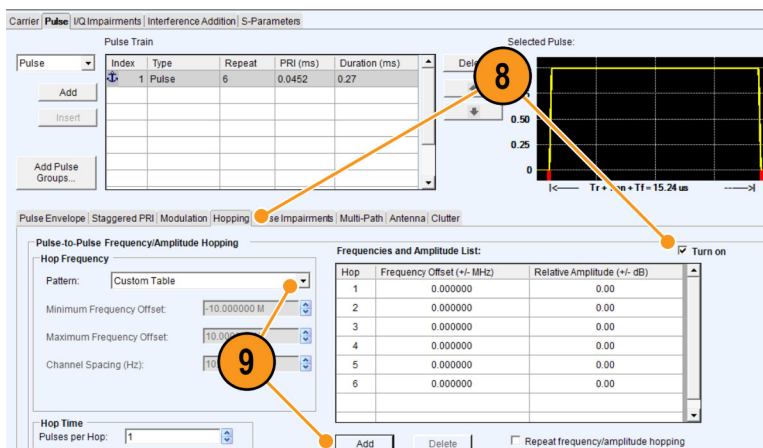 Carrier Pulse I/Q Impairments Interference Addition S-Parameters
Pulse Train
Selected Pulse:
Pulse
Index Type Repeat PRI (ms) Duration (ms)
1 Pulse 6 0.0452 0.27
8
Add
Insert
0.50
0.25
0
Add Pulse
Groups...
Tr + Ton + Tf = 15.24 us
Pulse Envelope Staggered PRI Modulation Hopping Impairments Multi-Path Antenna Clutter
Pulse-to-Pulse Frequency/Amplitude Hopping
Hop Frequency
Frequencies and Amplitude List:
Turn on
Pattern: Custom Table
Hop Frequency Offset (+/- MHz) Relative Amplitude (+/- dB)
1 0.000000 0.00
2 0.000000 0.00
3 0.000000 0.00
4 0.000000 0.00
5 0.000000 0.00
6 0.000000 0.00
Minimum Frequency Offset: -10.000000 M
Maximum Frequency Offset:
Channel Spacing (Hz):
9
Hop Time
Pulses per Hop: 1
Add Delete Repeat frequency/amplitude hopping